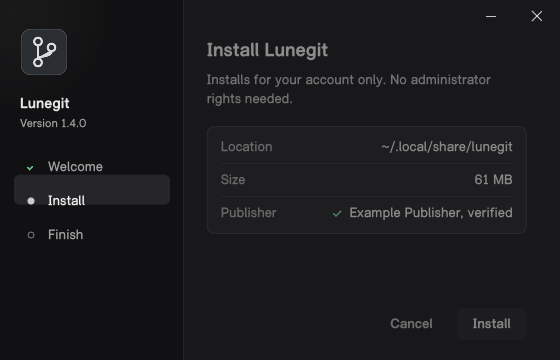 Lunegit
Version 1.4.0
Welcome
Install
Finish
Install Lunegit
Installs for your account only. No administrator
rights needed.
Location ~/.local/share/lunegit
Size 61 MB
Publisher Example Publisher, verified
Cancel Install